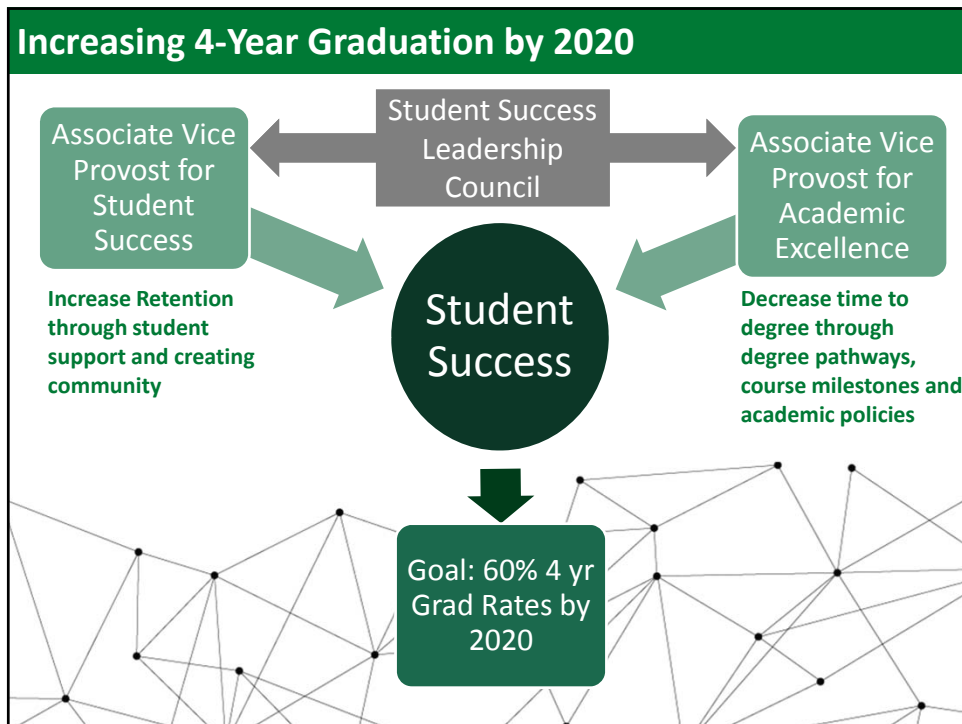 Increasing 4-Year Graduation by 2020
Student Success
Leadership
Council
Associate Vice
Provost for
Student
Success
Associate Vice
Provost for
Academic
Excellence
Increase Retention
through student
support and creating
community
Student
Success
Decrease time to
degree through
degree pathways,
course milestones and
academic policies
Goal: 60% 4 yr
Grad Rates by
2020